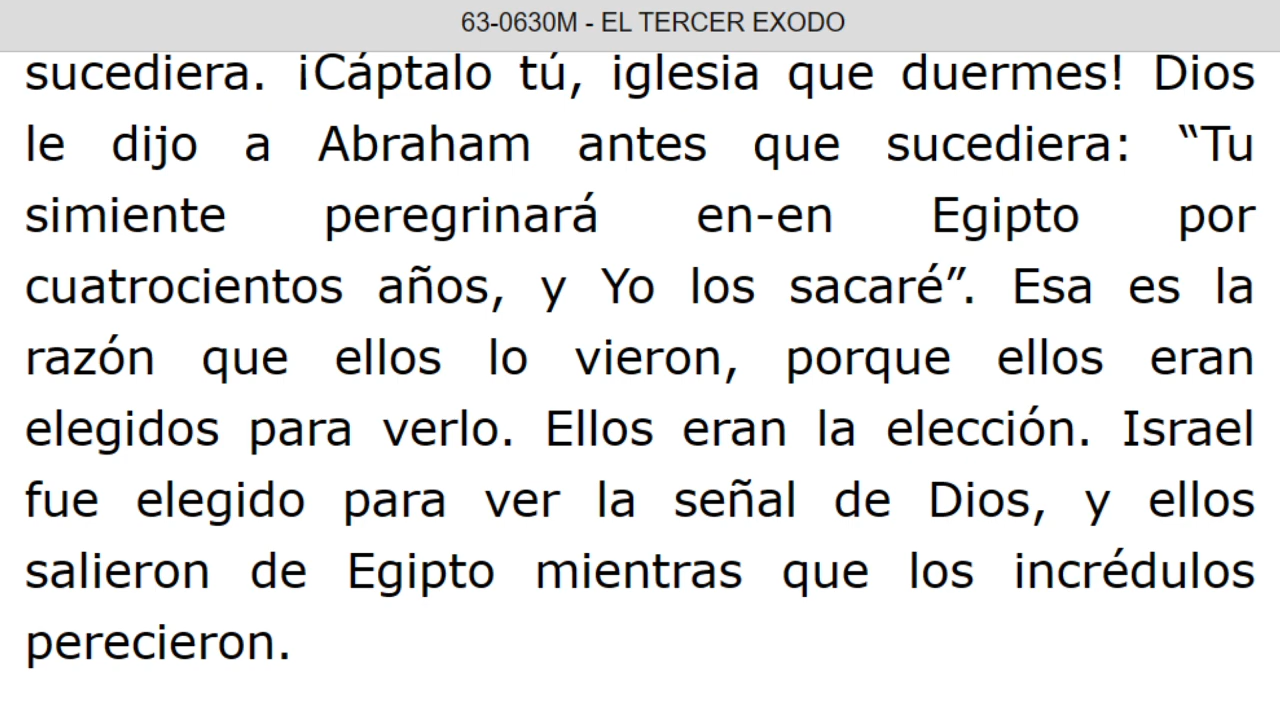 63-0630M - EL TERCER EXODO
sucediera. ¡Cáptalo tú, iglesia que duermes! Dios
le dijo a Abraham antes que sucediera: “Tu
simiente peregrinará en-en Egipto por
cuatrocientos años, y Yo los sacaré”. Esa es la
razón que ellos lo vieron, porque ellos eran
elegidos para verlo. Ellos eran la elección. Israel
fue elegido para ver la señal de Dios, y ellos
salieron de Egipto mientras que los incrédulos
perecieron.